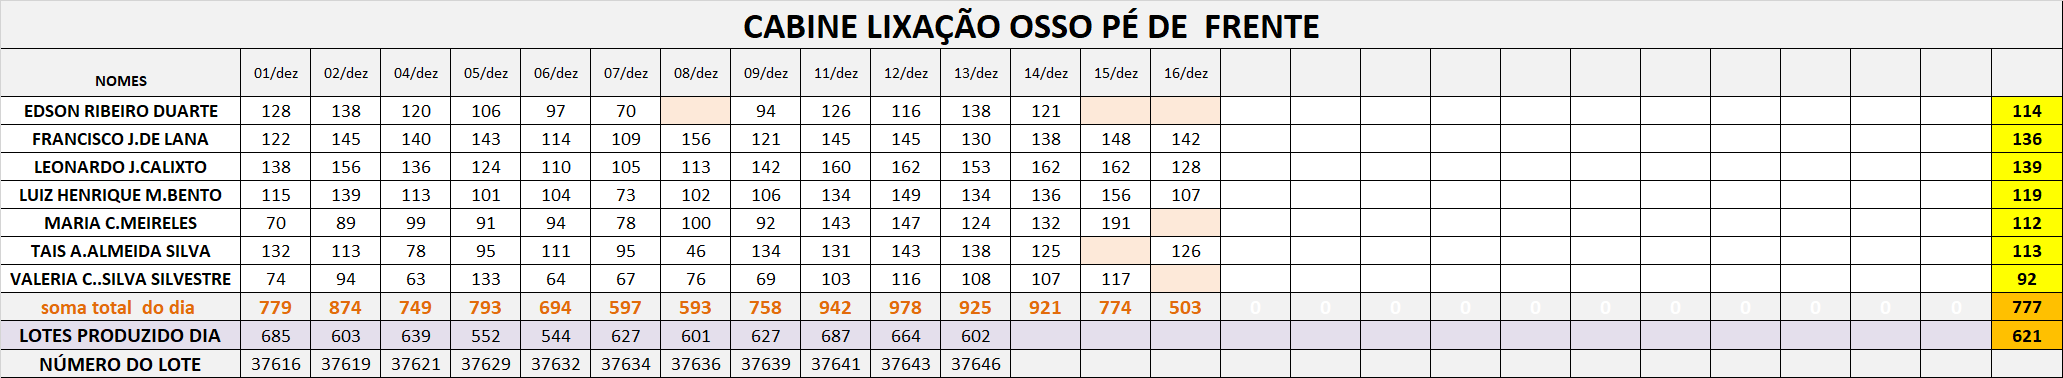 CABINE LIXAÇÃO OSSO PÉ DE  FRENTE
NOMES 01/dez 02/dez 04/dez 05/dez 06/dez 07/dez 08/dez 09/dez 11/dez 12/dez 13/dez 14/dez 15/dez 16/dez
EDSON RIBEIRO DUARTE 128 138 120 106 97 70 94 126 116 138 121 114
FRANCISCO J.DE LANA 122 145 140 143 114 109 156 121 145 145 130 138 148 142 136
LEONARDO J.CALIXTO 138 156 136 124 110 105 113 142 160 162 153 162 162 128 139
LUIZ HENRIQUE M.BENTO 115 139 113 101 104 73 102 106 134 149 134 136 156 107 119
MARIA C.MEIRELES 70 89 99 91 94 78 100 92 143 147 124 132 191 112
TAIS A.ALMEIDA SILVA 132 113 78 95 111 95 46 134 131 143 138 125 126 113
VALERIA C..SILVA SILVESTRE 74 94 63 133 64 67 76 69 103 116 108 107 117 92
soma total  do dia 779 874 749 793 694 597 593 758 942 978 925 921 774 503 0 0 0 0 0 0 0 0 0 0 0 777
LOTES PRODUZIDO DIA 685 603 639 552 544 627 601 627 687 664 602 621
NÚMERO DO LOTE 37616 37619 37621 37629 37632 37634 37636 37639 37641 37643 37646